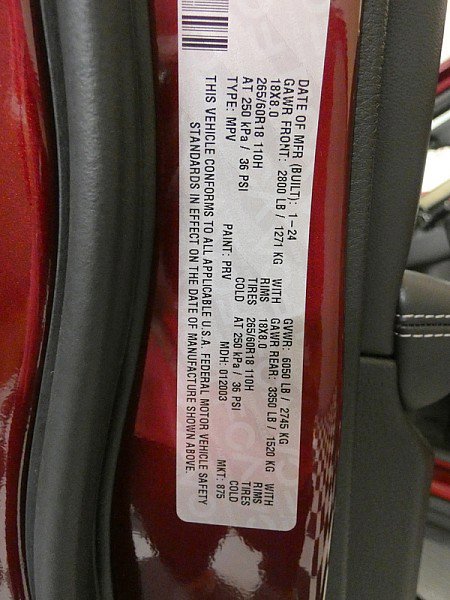 DATE OF MFR (BUILT): 1-24 GVWR: 6050 LB / 2745 KG
GAWR FRONT: 2800 LB / 1271 KG WITH GAWR REAR: 3350 LB / 1520 KG WITH
18X8.0 RIMS 18X8.0 RIMS
265/60R18 110H TIRES 265/60R18 110H TIRES
AT 250 kPa / 36 PSI COLD AT 250 kPa / 36 PSI COLD
TYPE: MPV PAINT: PRV MDH: 012003 MKT: 875
THIS VEHICLE CONFORMS TO ALL APPLICABLE U.S.A. FEDERAL MOTOR VEHICLE SAFETY
STANDARDS IN EFFECT ON THE DATE OF MANUFACTURE SHOWN ABOVE.